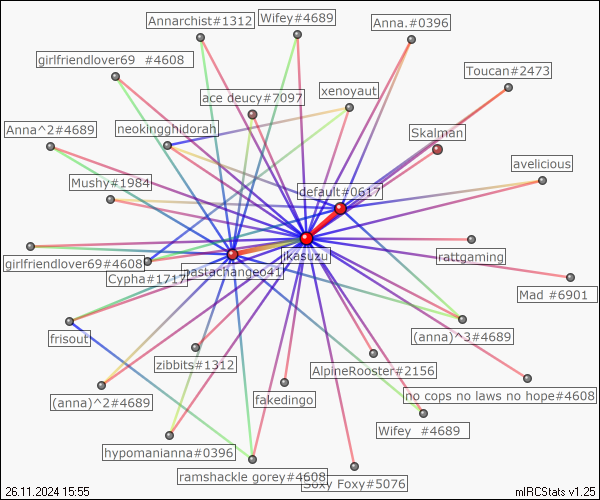 Annarchist#1312
Wifey#4689
Anna.#0396
girlfriendlover69 #4608
Toucan#2473
ace deucy#7097
xenoyaut
Anna^2#4689
neokingghidorah
Skalman
avelicious
Mushy#1984
default#0617
jkasuzu
rattgaming
girlfriendlover69#4608
Cypha#1717
pastachangeo41
Mad #6901
frisout
(anna)^3#4689
zibbits#1312
AlpineRooster#2156
(anna)^2#4689
fakedingo
no cops no laws no hope#4608
Wifey #4689
hypomanianna#0396
ramshackle gorey#4608
Foxy#5076
26.11.2024 15:55
mIRCStats v1.25